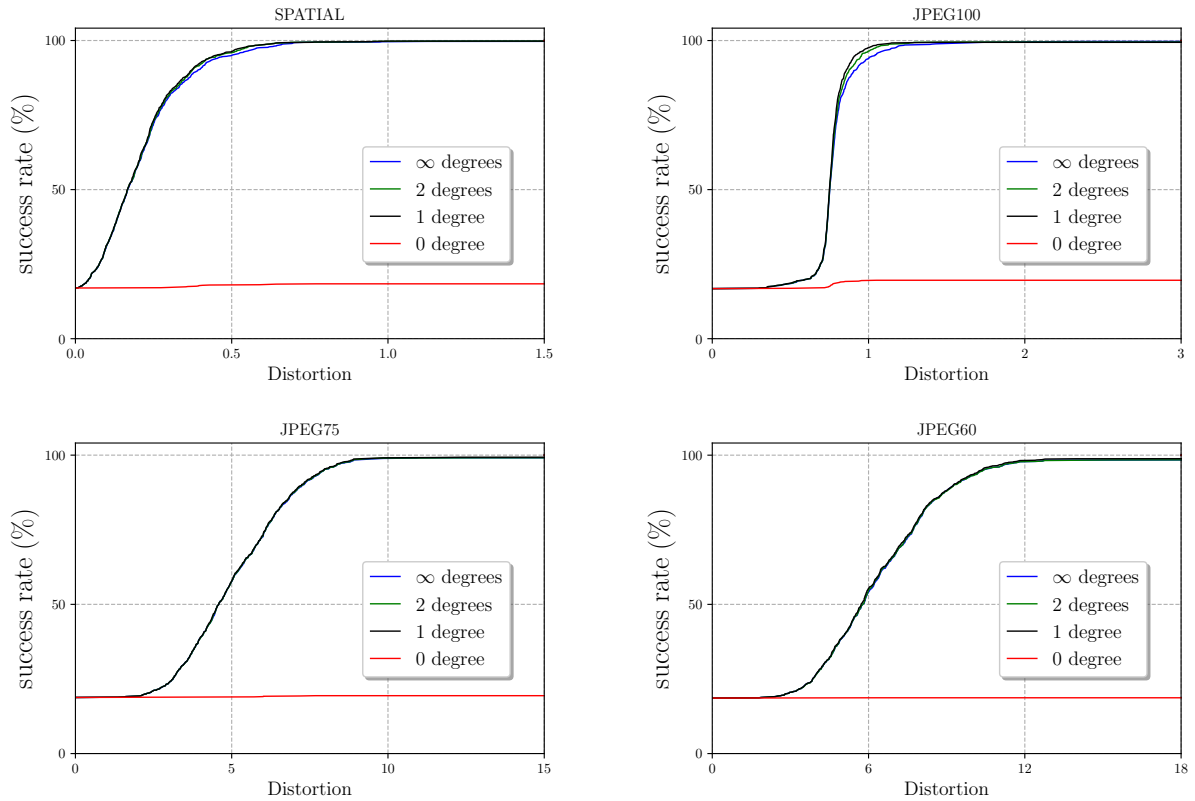 SPATIAL
success rate (%)
100
50
0
∞ degrees
2 degrees
1 degree
0 degree
0.0
0.5
1.0
1.5
Distortion
JPEG100
success rate (%)
100
50
0
∞ degrees
2 degrees
1 degree
0 degree
0
1
2
3
Distortion
JPEG75
success rate (%)
100
50
0
∞ degrees
2 degrees
1 degree
0 degree
0
5
10
15
Distortion
JPEG60
success rate (%)
100
50
0
∞ degrees
2 degrees
1 degree
0 degree
0
6
12
18
Distortion